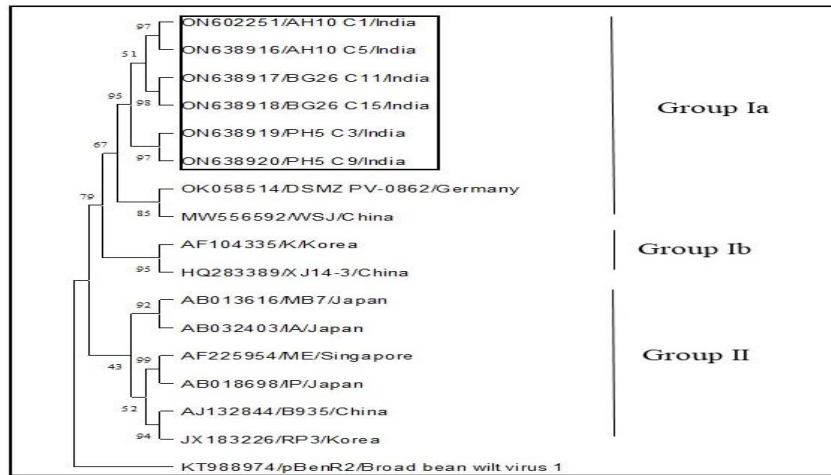 97
ON602251/AH10 C1/India
51
ON638916/AH10 C5/India
ON638917/BG26 C11/India
95
98
ON638918/BG26 C15/India
Group Ia
ON638919/PH5 C3/India
67
97
ON638920/PH5 C9/India
OK058514/DSMZ PV-0862/Germany
79
85
MW556592/WSJ/China
AF104335/K/Korea
Group Ib
95
HQ283389/XJ14-3/China
92
AB013616/MB7/Japan
AB032403/IA/Japan
99
AF225954/ME/Singapore
Group II
43
AB018698/IP/Japan
52
AJ132844/B935/China
94
JX183226/RP3/Korea
KT988974/pBenR2/Broad bean wilt virus 1